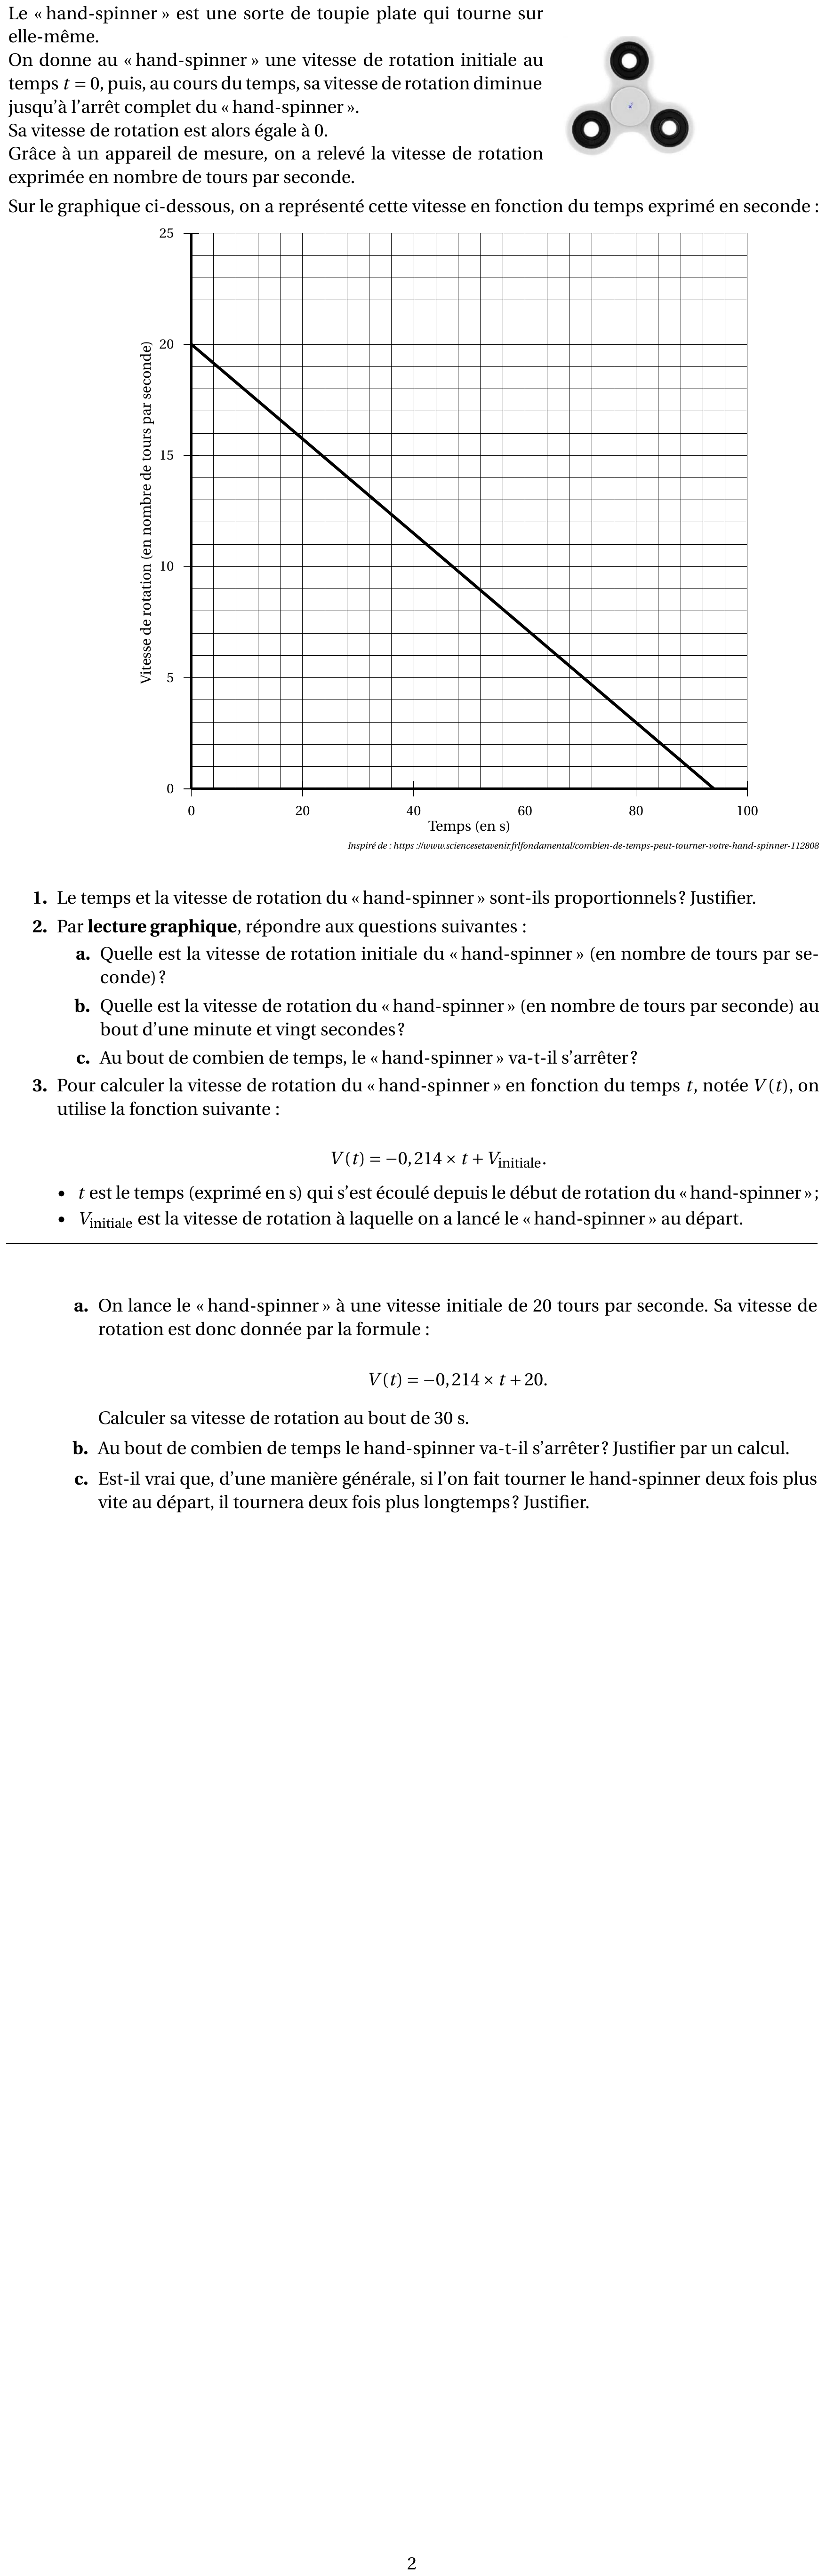 Le « hand-spinner » est une sorte de toupie plate qui tourne sur
elle-même.
On donne au « hand-spinner » une vitesse de rotation initiale au
temps t = 0, puis, au cours du temps, sa vitesse de rotation diminue
jusqu'à l'arrêt complet du « hand-spinner ».
Sa vitesse de rotation est alors égale à 0.
Grâce à un appareil de mesure, on a relevé la vitesse de rotation
exprimée en nombre de tours par seconde.
Sur le graphique ci-dessous, on a représenté cette vitesse en fonction du temps exprimé en seconde :
Vitesse de rotation (en nombre de tours par seconde)
25
20
15
10
5
0
0 20 40 60 80 100
Temps (en s)
Inspiré de : https ://www.sciencesetavenir.frlfondamental/combien-de-temps-peut-tourner-votre-hand-spinner-112808
1. Le temps et la vitesse de rotation du « hand-spinner » sont-ils proportionnels ? Justifier.
2. Par lecture graphique, répondre aux questions suivantes :
a. Quelle est la vitesse de rotation initiale du « hand-spinner » (en nombre de tours par se-
conde) ?
b. Quelle est la vitesse de rotation du « hand-spinner » (en nombre de tours par seconde) au
bout d'une minute et vingt secondes ?
c. Au bout de combien de temps, le « hand-spinner » va-t-il s'arrêter ?
3. Pour calculer la vitesse de rotation du « hand-spinner » en fonction du temps t, notée V(t), on
utilise la fonction suivante :
V(t) = −0,214 × t + Vinitiale.
• t est le temps (exprimé en s) qui s'est écoulé depuis le début de rotation du « hand-spinner » ;
• Vinitiale est la vitesse de rotation à laquelle on a lancé le « hand-spinner » au départ.
a. On lance le « hand-spinner » à une vitesse initiale de 20 tours par seconde. Sa vitesse de
rotation est donc donnée par la formule :
V(t) = −0,214 × t + 20.
Calculer sa vitesse de rotation au bout de 30 s.
b. Au bout de combien de temps le hand-spinner va-t-il s'arrêter ? Justifier par un calcul.
c. Est-il vrai que, d'une manière générale, si l'on fait tourner le hand-spinner deux fois plus
vite au départ, il tournera deux fois plus longtemps ? Justifier.
2